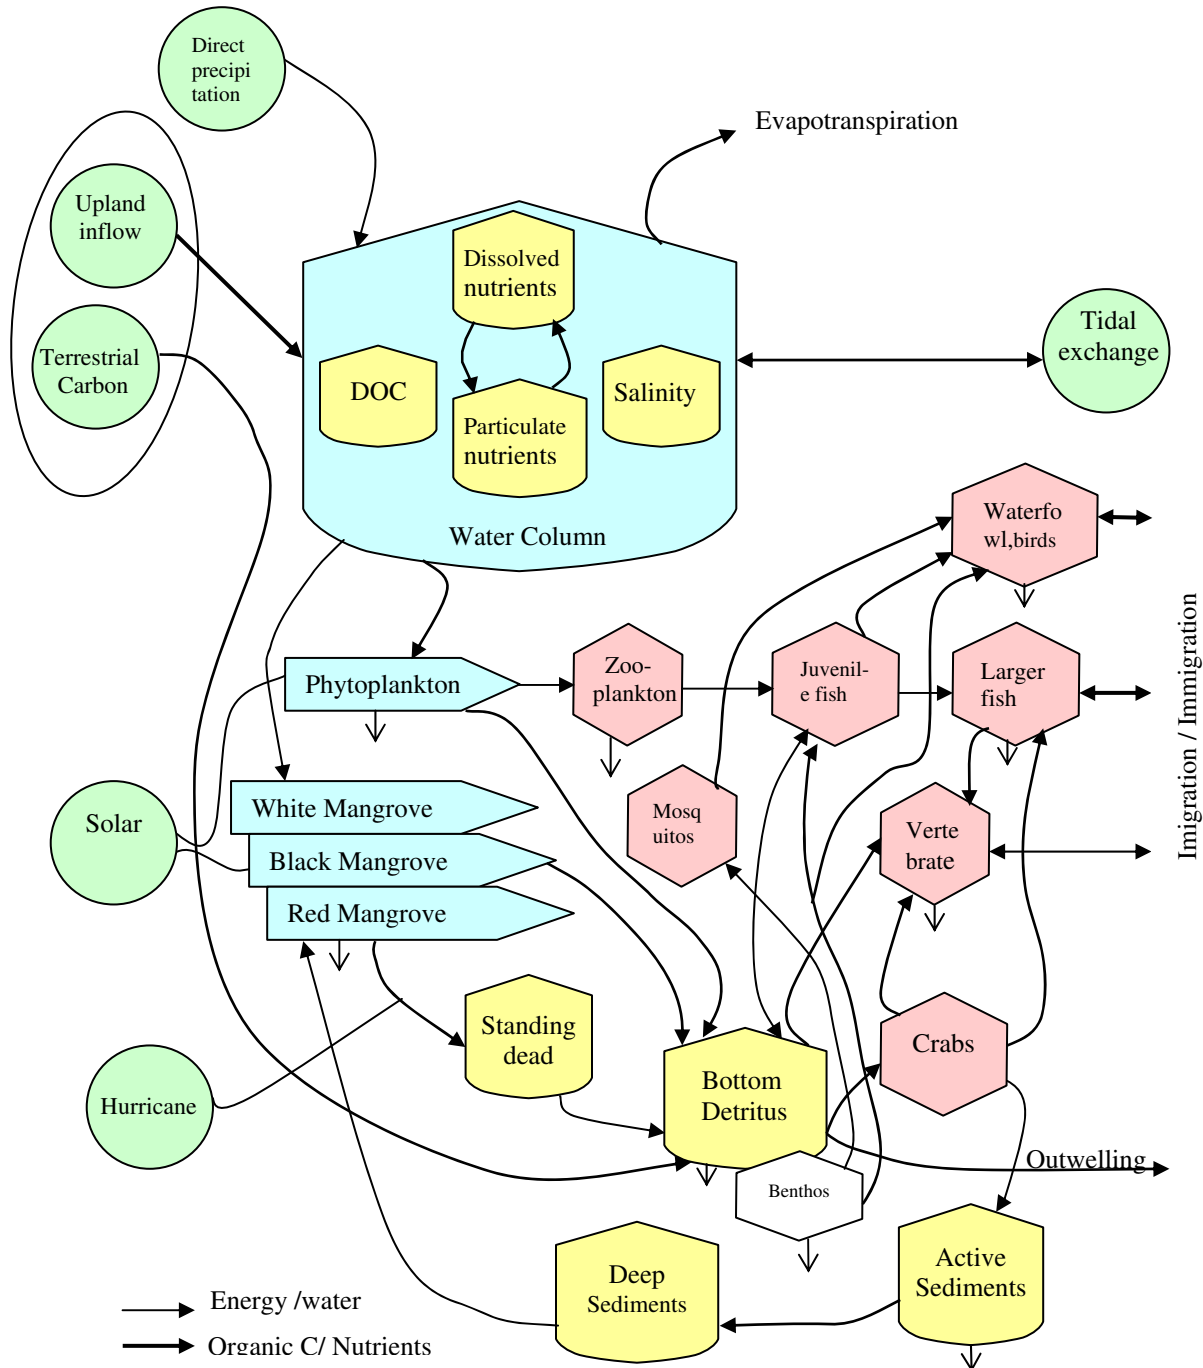 Direct
precipi
tation
Evapotranspiration
Upland
inflow
Terrestrial
Carbon
Dissolved
nutrients
DOC
Particulate
nutrients
Salinity
Water Column
Tidal
exchange
Waterfo
wl,birds
Phytoplankton
Zoo-
plankton
Juvenil-
e fish
Larger
fish
Imigration / Immigration
Solar
White Mangrove
Black Mangrove
Red Mangrove
Mosq
uitos
Verte
brate
Standing
dead
Crabs
Hurricane
Bottom
Detritus
Outwelling
Benthos
Deep
Sediments
Active
Sediments
Energy /water
Organic C/ Nutrients